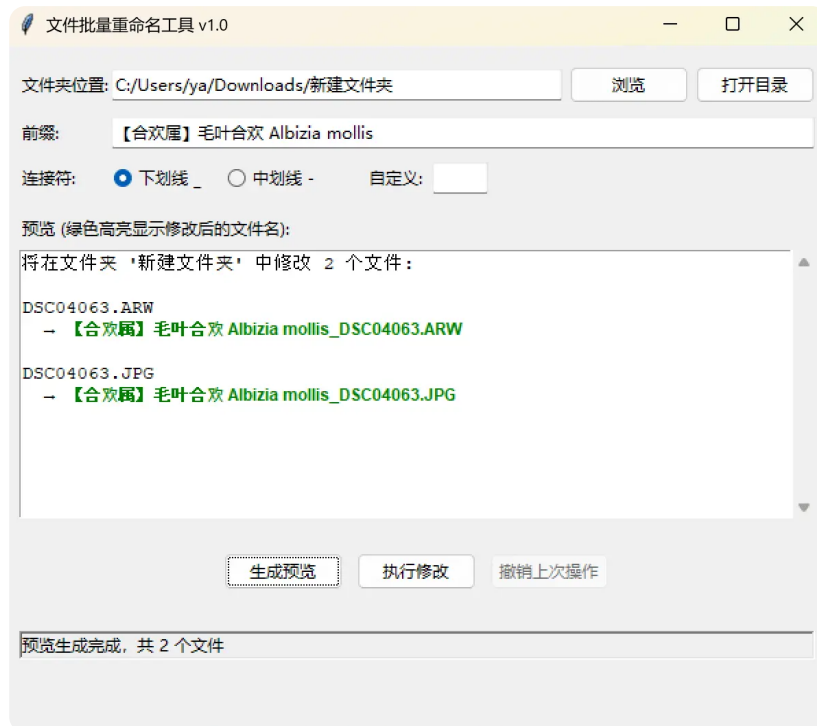 文件批量重命名工具 v1.0
文件夹位置: C:/Users/ya/Downloads/新建文件夹 浏览 打开目录
前缀: 【合欢属】毛叶合欢 Albizia mollis
连接符: 下划线 _ 中划线 - 自定义:
预览 (绿色高亮显示修改后的文件名):
将在文件夹 '新建文件夹' 中修改 2 个文件:
DSC04063.ARW
→ 【合欢属】毛叶合欢 Albizia mollis_DSC04063.ARW
DSC04063.JPG
→ 【合欢属】毛叶合欢 Albizia mollis_DSC04063.JPG
生成预览 执行修改 撤销上次操作
预览生成完成，共 2 个文件